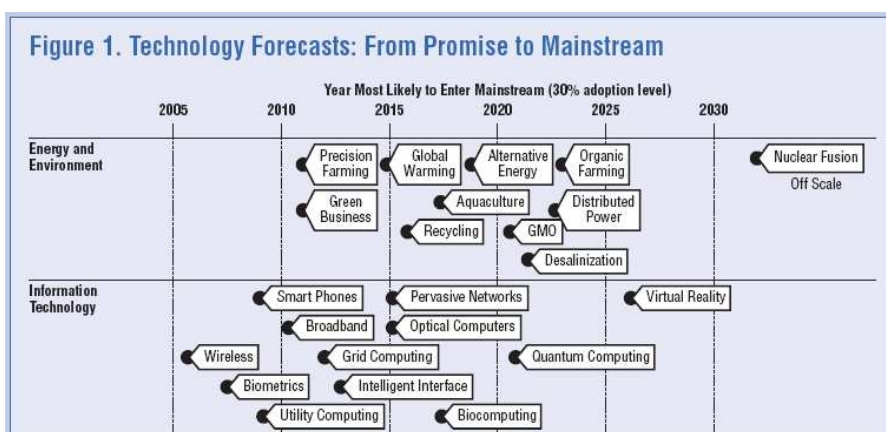 Figure 1. Technology Forecasts: From Promise to Mainstream
Year Most Likely to Enter Mainstream (30% adoption level)
2005 2010 2015 2020 2025 2030
Energy and
Environment
Precision
Farming
Global
Warming
Alternative
Energy
Organic
Farming
Nuclear Fusion
Off Scale
Green
Business
Aquaculture
Distributed
Power
Recycling
GMO
Desalinization
Information
Technology
Smart Phones
Pervasive Networks
Virtual Reality
Broadband
Optical Computers
Wireless
Grid Computing
Quantum Computing
Biometrics
Intelligent Interface
Utility Computing
Biocomputing